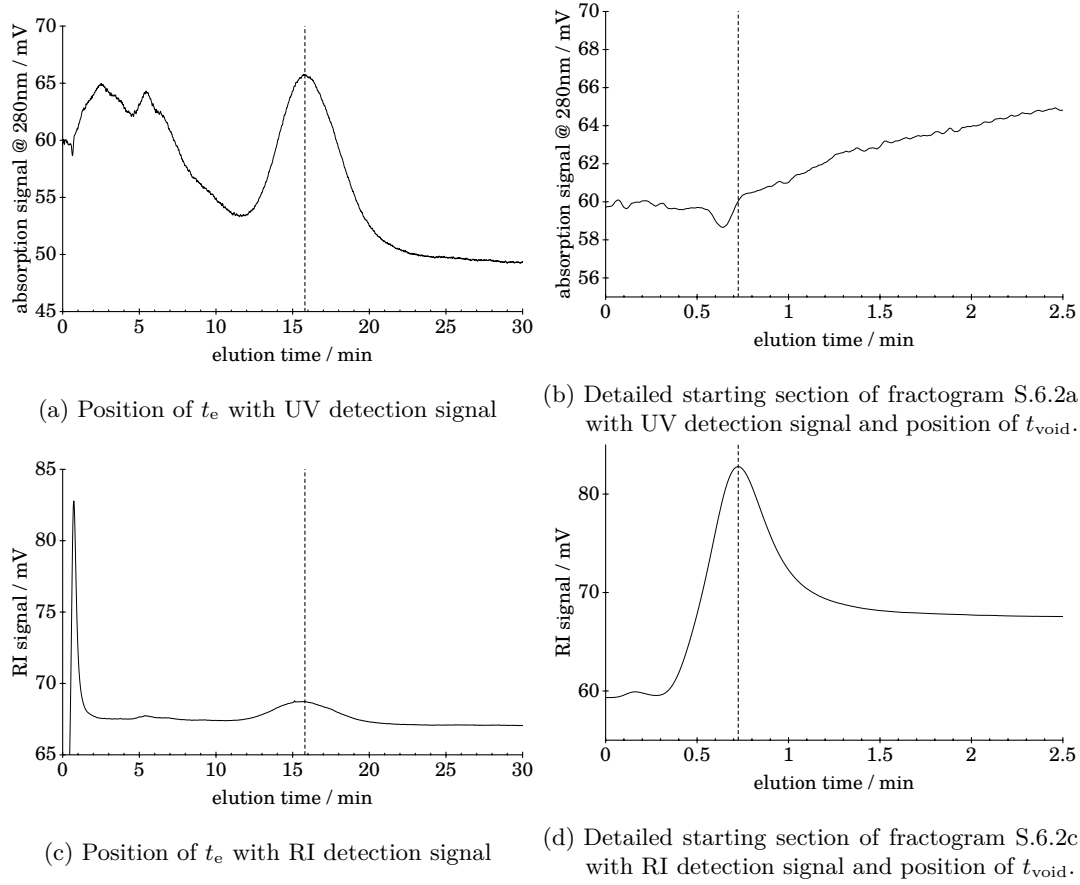 70
65
60
55
50
45
absorption signal @ 280nm / mV
0 5 10 15 20 25 30
elution time / min
(a) Position of tₑ with UV detection signal
70
68
66
64
62
60
58
56
absorption signal @ 280nm / mV
0 0.5 1 1.5 2 2.5
elution time / min
(b) Detailed starting section of fractogram S.6.2a
with UV detection signal and position of t_void.
85
80
75
70
65
RI signal / mV
0 5 10 15 20 25 30
elution time / min
(c) Position of tₑ with RI detection signal
80
70
60
RI signal / mV
0 0.5 1 1.5 2 2.5
elution time / min
(d) Detailed starting section of fractogram S.6.2c
with RI detection signal and position of t_void.